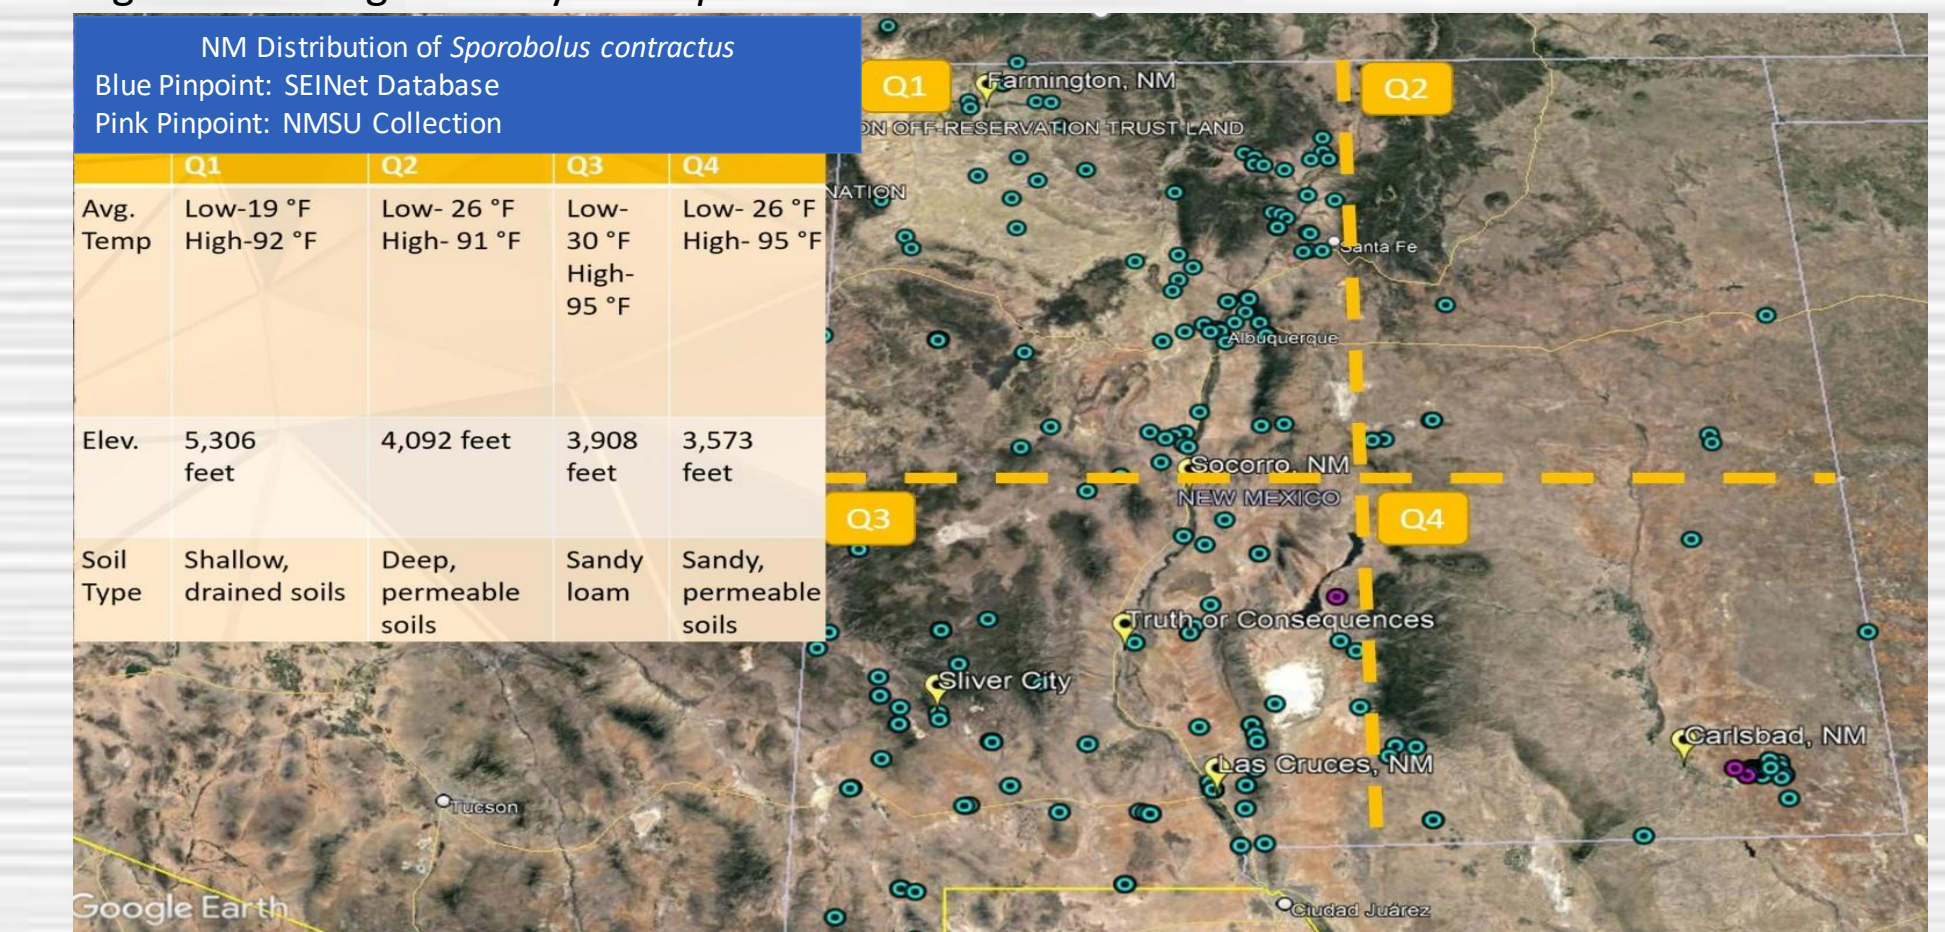 NM Distribution of Sporobolus contractus
Blue Pinpoint: SEINet Database
Pink Pinpoint: NMSU Collection
Q1 Q2 Q3 Q4
Avg. Temp
Low-19 °F
High-92 °F
Low- 26 °F
High- 91 °F
Low-
30 °F
High-
95 °F
Low- 26 °F
High- 95 °F
Elev.
5,306
feet
4,092 feet
3,908
feet
3,573
feet
Soil
Type
Shallow,
drained soils
Deep,
permeable
soils
Sandy
loam
Sandy,
permeable
soils
Q1
Farmington, NM
Q2
ON OFF-RESERVATION TRUST LAND
NATION
Santa Fe
Albuquerque
Socorro, NM
NEW MEXICO
Q3
Q4
Truth or Consequences
Sliver City
Carlsbad, NM
Las Cruces, NM
Tucson
Google Earth
Ciudad Juárez